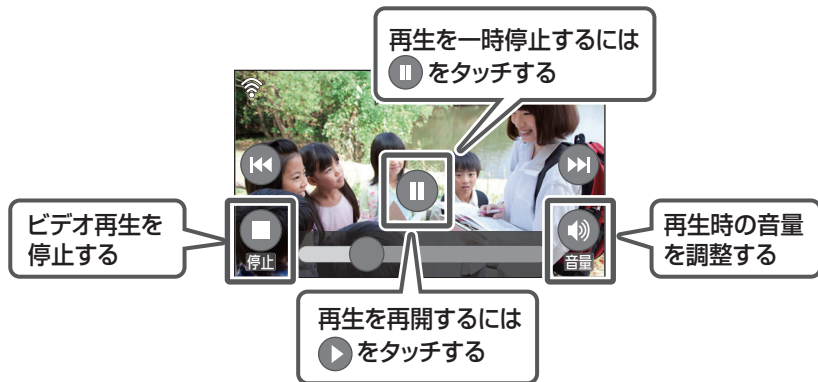 再生を一時停止するには
をタッチする
ビデオ再生を
停止する
停止
音量
再生時の音量
を調整する
再生を再開するには
をタッチする